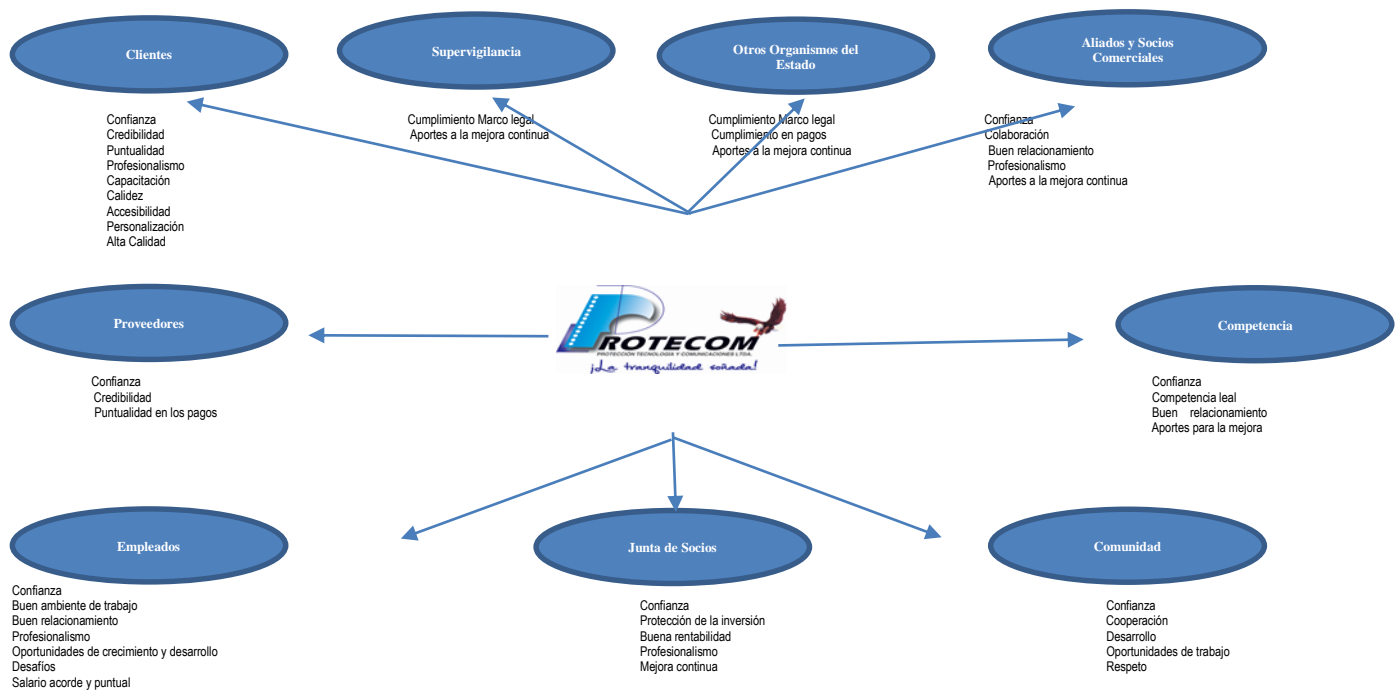 Clientes
Supervigilancia
Otros Organismos del
Estado
Aliados y Socios
Comerciales
Confianza
Credibilidad
Puntualidad
Profesionalismo
Capacitación
Calidez
Accesibilidad
Personalización
Alta Calidad
Cumplimiento Marco legal
Aportes a la mejora continua
Cumplimiento Marco legal
Cumplimiento en pagos
Aportes a la mejora continua
Confianza
Colaboración
Buen relacionamiento
Profesionalismo
Aportes a la mejora continua
Proveedores
Confianza
Credibilidad
Puntualidad en los pagos
PROTECOM
PROTECCIÓN TECNOLOGIA Y COMUNICACIONES LTDA.
¡La tranquilidad soñada!
Competencia
Confianza
Competencia leal
Buen relacionamiento
Aportes para la mejora
Empleados
Confianza
Buen ambiente de trabajo
Buen relacionamiento
Profesionalismo
Oportunidades de crecimiento y desarrollo
Desafíos
Salario acorde y puntual
Junta de Socios
Confianza
Protección de la inversión
Buena rentabilidad
Profesionalismo
Mejora continua
Comunidad
Confianza
Cooperación
Desarrollo
Oportunidades de trabajo
Respeto